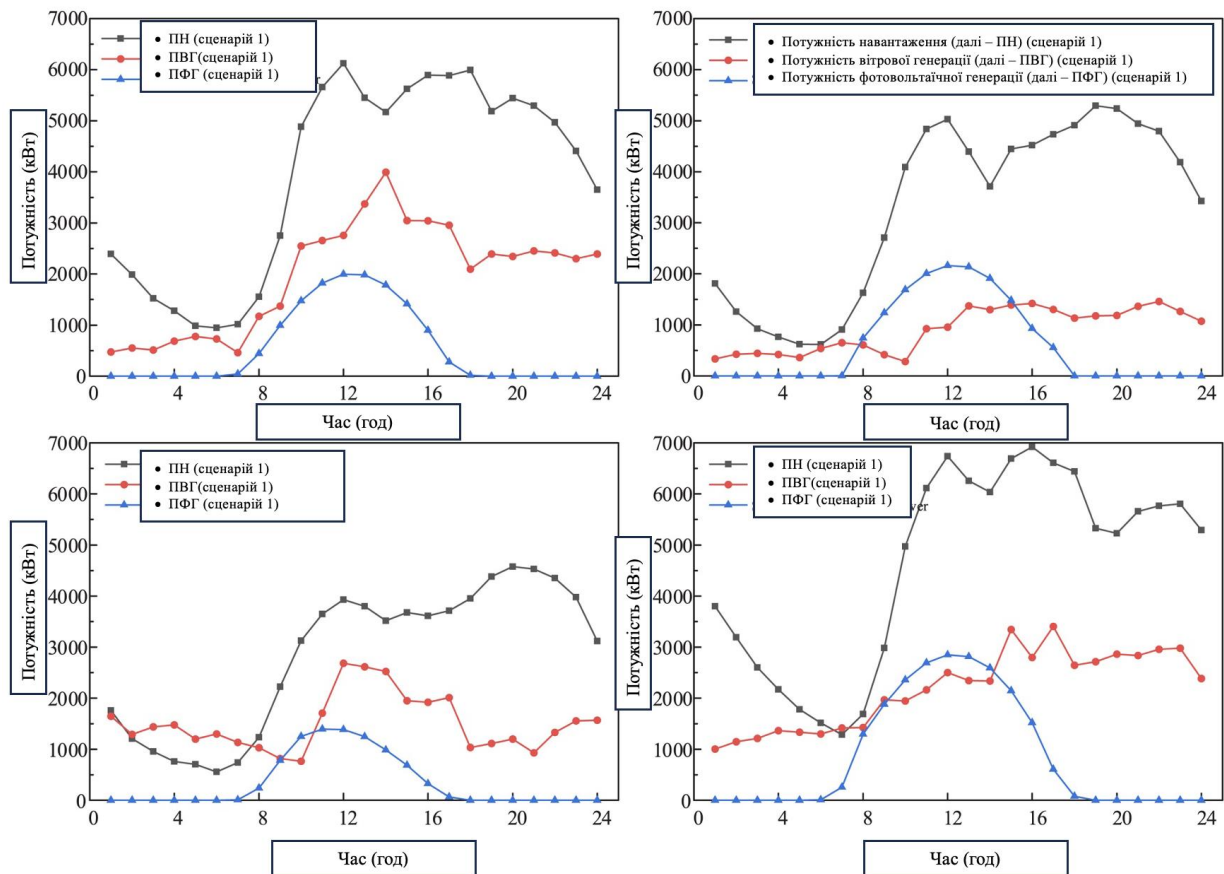 7000
6000
5000
4000
3000
2000
1000
0
Потужність (кВт)
• ПН (сценарій 1)
• ПВГ(сценарій 1)
• ПФГ (сценарій 1)
0 4 8 12 16 20 24
Час (год)
7000
6000
5000
4000
3000
2000
1000
0
Потужність (кВт)
• Потужність навантаження (далі – ПН) (сценарій 1)
• Потужність вітрової генерації (далі – ПВГ) (сценарій 1)
• Потужність фотовольтаїчної генерації (далі – ПФГ) (сценарій 1)
0 4 8 12 16 20 24
Час (год)
7000
6000
5000
4000
3000
2000
1000
0
Потужність (кВт)
• ПН (сценарій 1)
• ПВГ(сценарій 1)
• ПФГ (сценарій 1)
0 4 8 12 16 20 24
Час (год)
7000
6000
5000
4000
3000
2000
1000
0
Потужність (кВт)
• ПН (сценарій 1)
• ПВГ(сценарій 1)
• ПФГ (сценарій 1)
0 4 8 12 16 20 24
Час (год)